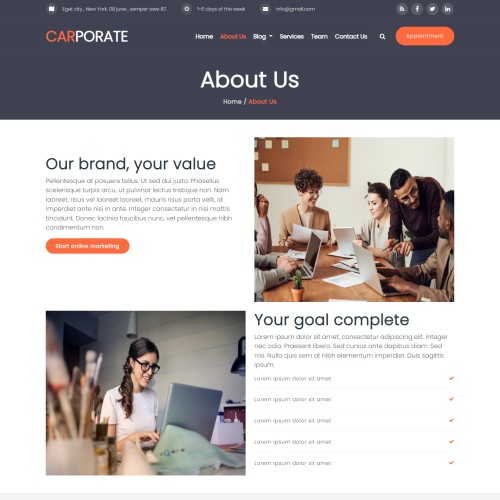 Eget city , New York. 08 june , semper owe 87.
1-6 days of the week
info@gmail.com
CARPORATE
Home
About Us
Blog
Services
Team
Contact Us
Appointment
About Us
Home / About Us
Our brand, your value
Pellentesque at posuere tellus. Ut sed dui justo. Phasellus
scelerisque turpis arcu, ut pulvinar lectus tristique non. Nam
laoreet, risus vel laoreet laoreet, mauris risus porta velit, id
imperdiet ante nisi in ante. Integer consectetur in nisl mattis
tincidunt. Donec lacinia faucibus nunc, vel pellentesque nibh
condimentum non.
Start online marketing
Your goal complete
Lorem ipsum dolor sit amet, consectetur adipiscing elit. Integer
nec odio. Praesent libero. Sed cursus ante dapibus diam. Sed
nisi. Nulla quis sem at nibh elementum imperdiet. Duis sagittis
ipsum.
Lorem ipsum dolor sit amet
Lorem ipsum dolor sit amet
Lorem ipsum dolor sit amet
Lorem ipsum dolor sit amet
Lorem ipsum dolor sit amet